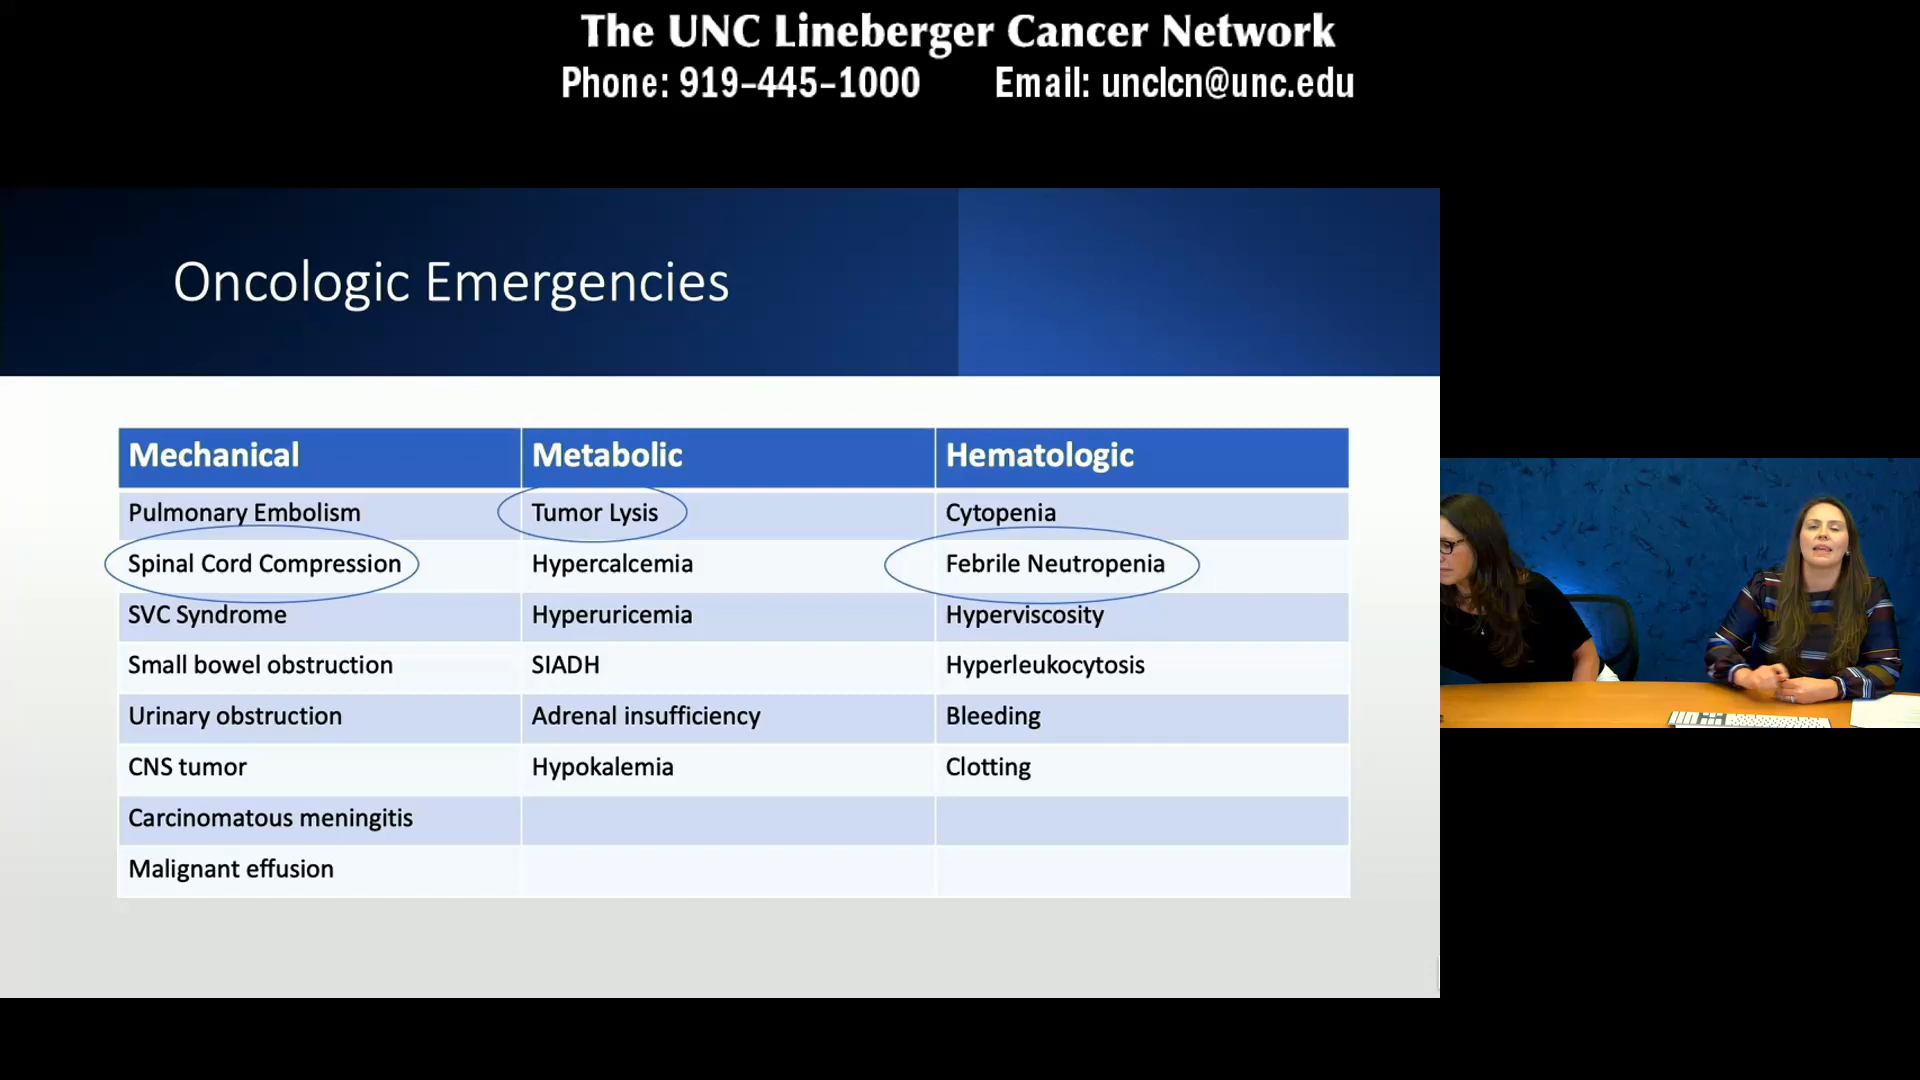 The UNC Lineberger Cancer Network
Phone: 919-445-1000 Email: unclcn@unc.edu
Oncologic Emergencies
Mechanical Metabolic Hematologic
Pulmonary Embolism Tumor Lysis Cytopenia
Spinal Cord Compression Hypercalcemia Febrile Neutropenia
SVC Syndrome Hyperuricemia Hyperviscosity
Small bowel obstruction SIADH Hyperleukocytosis
Urinary obstruction Adrenal insufficiency Bleeding
CNS tumor Hypokalemia Clotting
Carcinomatous meningitis
Malignant effusion